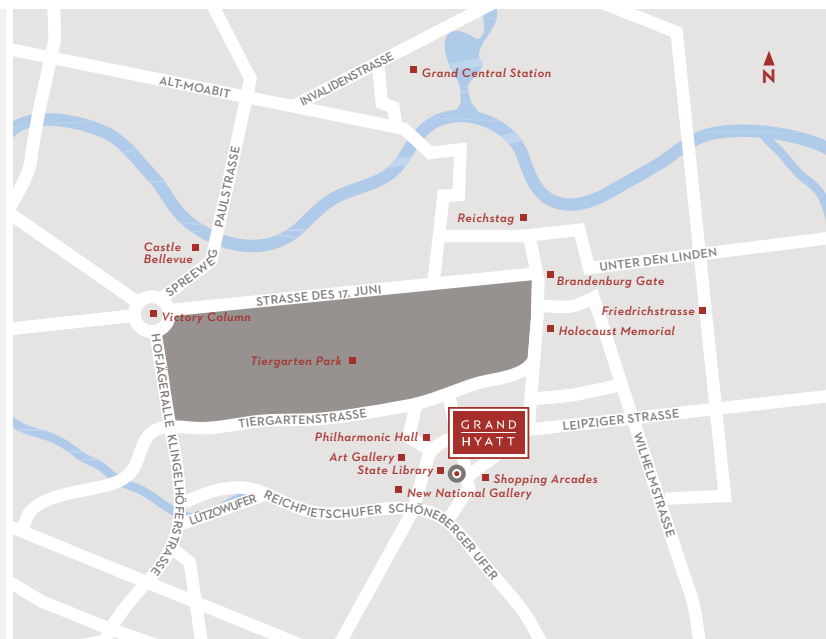 Grand Central Station
N
ALT-MOABIT
INVALIDENSTRASSE
PAULSTRASSE
Reichstag
Castle
Bellevue
SPREEWEG
UNTER DEN LINDEN
Brandenburg Gate
STRASSE DES 17. JUNI
Victory Column
Friedrichstrasse
Holocaust Memorial
Tiergarten Park
HOFJÄGERALLE
TIERGARTENSTRASSE
GRAND
HYATT
LEIPZIGER STRASSE
Philharmonic Hall
Art Gallery
State Library
Shopping Arcades
New National Gallery
KLINGELHÖFERSTRASSE
LÜTZOWUFER
REICHPIETSCHUFER
SCHÖNEBERGER UFER
WILHELMSTRASSE